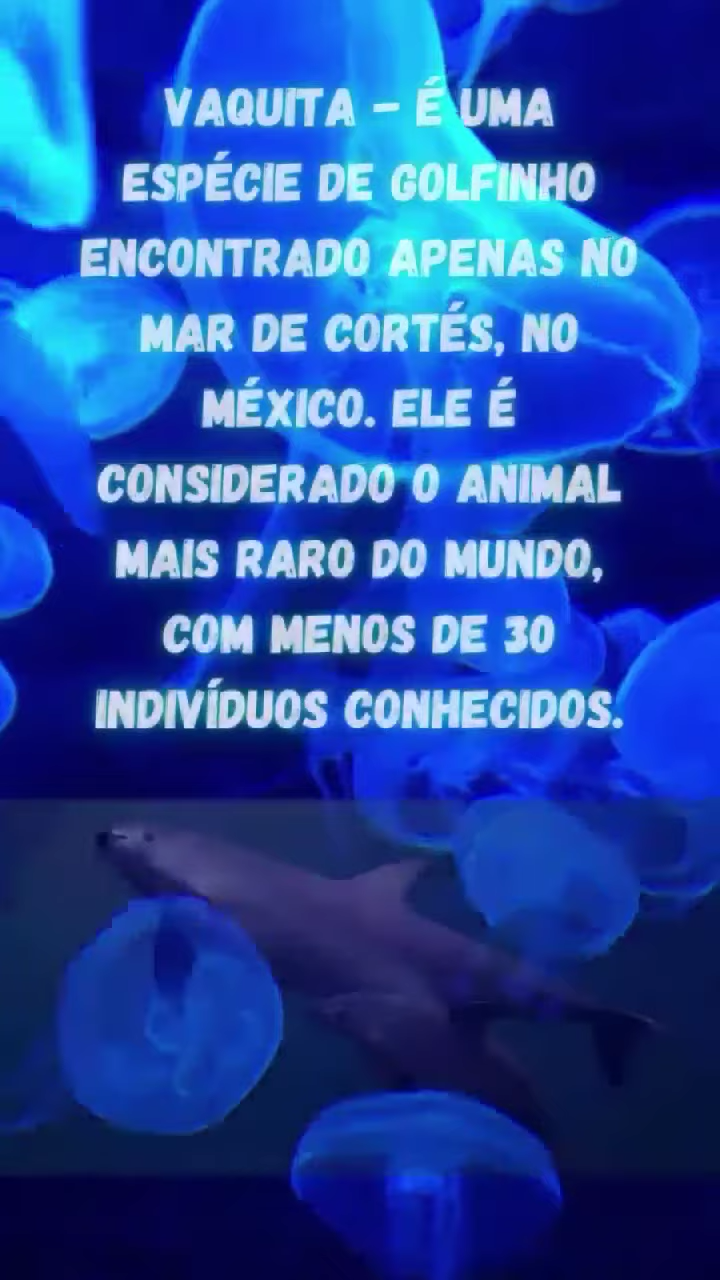 VAQUITA – É UMA
ESPÉCIE DE GOLFINHO
ENCONTRADO APENAS NO
MAR DE CORTÉS, NO
MÉXICO. ELE É
CONSIDERADO O ANIMAL
MAIS RARO DO MUNDO,
COM MENOS DE 30
INDIVÍDUOS CONHECIDOS.